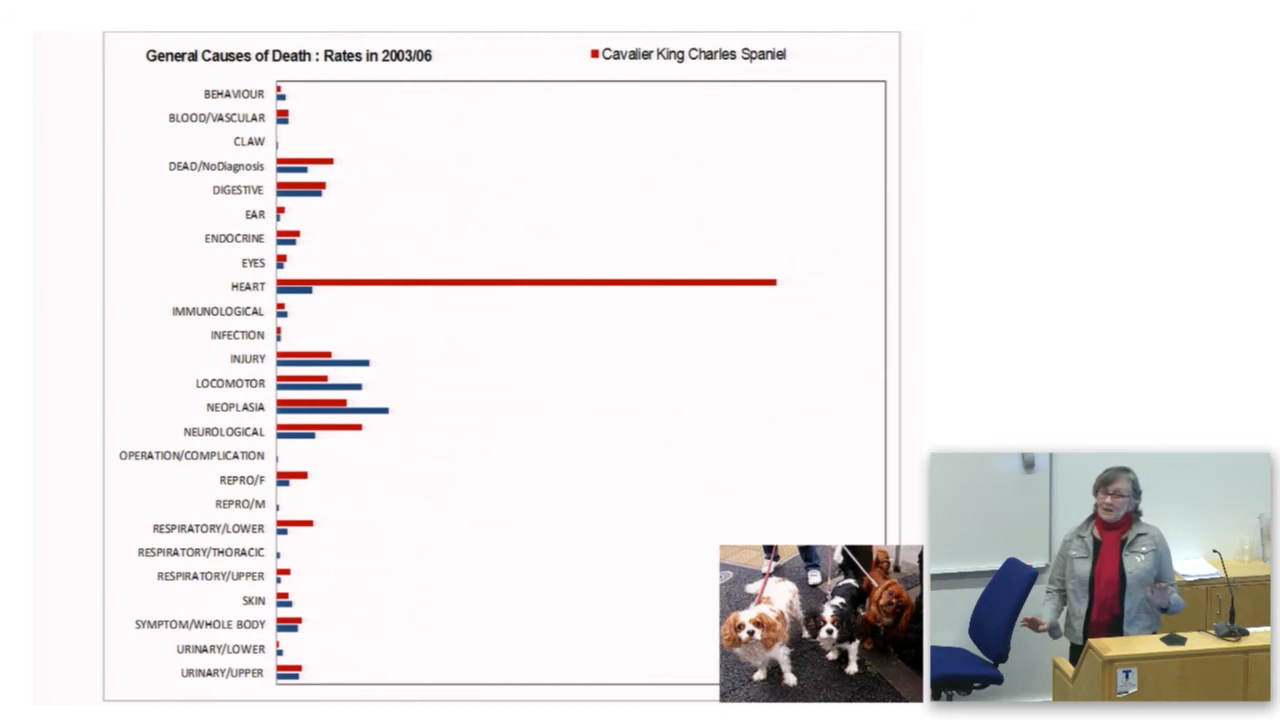 General Causes of Death : Rates in 2003/06
Cavalier King Charles Spaniel
BEHAVIOUR
BLOOD/VASCULAR
CLAW
DEAD/NoDiagnosis
DIGESTIVE
EAR
ENDOCRINE
EYES
HEART
IMMUNOLOGICAL
INFECTION
INJURY
LOCOMOTOR
NEOPLASIA
NEUROLOGICAL
OPERATION/COMPLICATION
REPRO/F
REPRO/M
RESPIRATORY/LOWER
RESPIRATORY/THORACIC
RESPIRATORY/UPPER
SKIN
SYMPTOM/WHOLE BODY
URINARY/LOWER
URINARY/UPPER